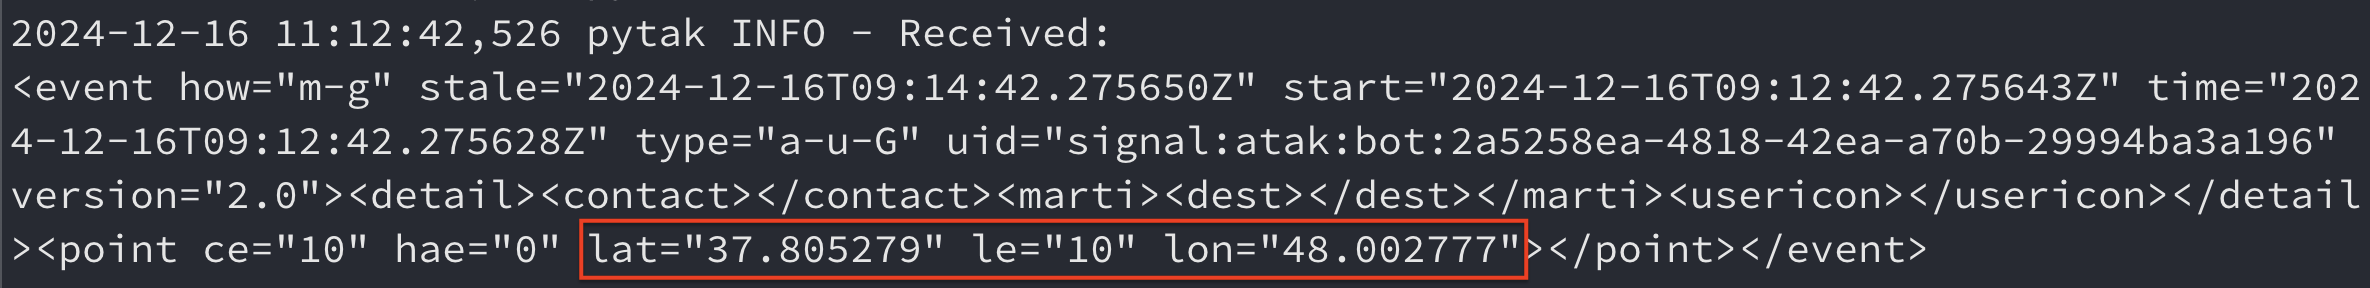 2024-12-16 11:12:42,526 pytak INFO - Received:
<event how="m-g" stale="2024-12-16T09:14:42.275650Z" start="2024-12-16T09:12:42.275643Z" time="202
4-12-16T09:12:42.275628Z" type="a-u-G" uid="signal:atak:bot:2a5258ea-4818-42ea-a70b-29994ba3a196"
version="2.0"><detail><contact></contact><marti><dest></dest></marti><usericon></usericon></detail
><point ce="10" hae="0" lat="37.805279" le="10" lon="48.002777"></point></event>